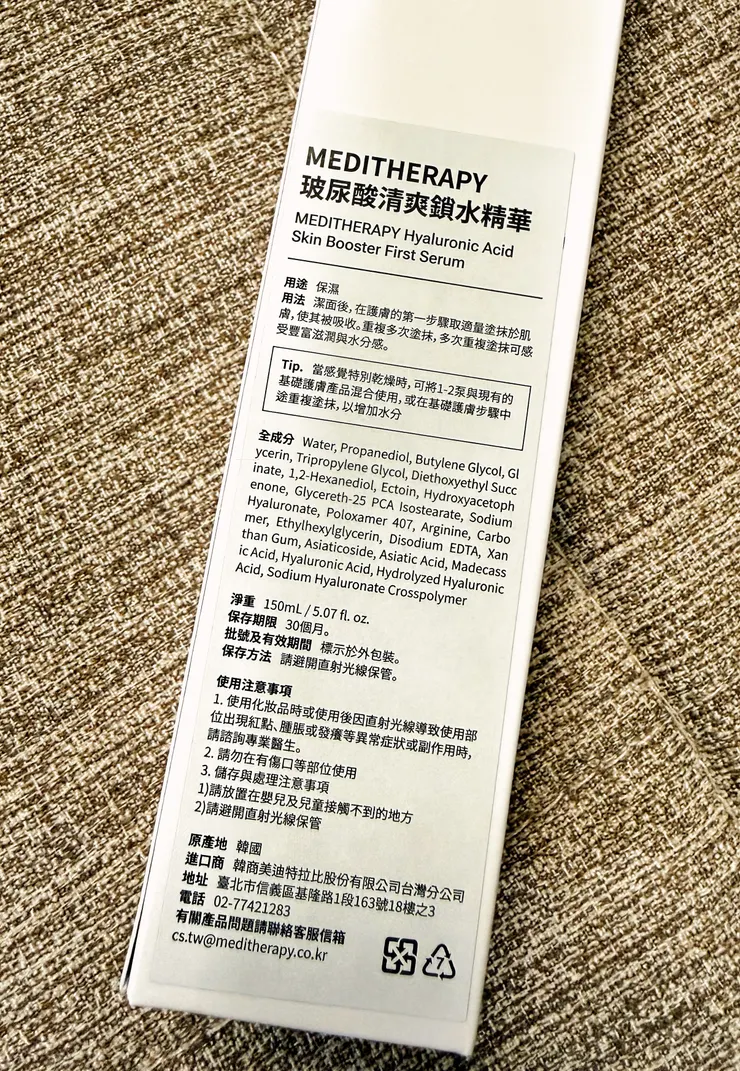 MEDITHERAPY
玻尿酸清爽鎖水精華
MEDITHERAPY Hyaluronic Acid
Skin Booster First Serum
用途 保濕
用法 潔面後，在護膚的第一步驟取適量塗抹於肌
膚，使其被吸收。重複多次塗抹，多次重複塗抹可感
受豐富滋潤與水分感。
Tip. 當感覺特別乾燥時，可將1-2泵與現有的
基礎護膚產品混合使用，或在基礎護膚步驟中
途重複塗抹，以增加水分
全成分 Water, Propanediol, Butylene Glycol, Gl
ycerin, Tripropylene Glycol, Diethoxyethyl Succ
inate, 1,2-Hexanediol, Ectoin, Hydroxyacetoph
enone, Glycereth-25 PCA Isostearate, Sodium
Hyaluronate, Poloxamer 407, Arginine, Carbo
mer, Ethylhexylglycerin, Disodium EDTA, Xan
than Gum, Asiaticoside, Asiatic Acid, Madecass
ic Acid, Hyaluronic Acid, Hydrolyzed Hyaluronic
Acid, Sodium Hyaluronate Crosspolymer
淨重 150mL / 5.07 fl. oz.
保存期限 30個月。
批號及有效期間 標示於外包裝。
保存方法 請避開直射光線保管。
使用注意事項
1. 使用化妝品時或使用後因直射光線導致使用部
位出現紅點、腫脹或發癢等異常症狀或副作用時，
請諮詢專業醫生。
2. 請勿在有傷口等部位使用
3. 儲存與處理注意事項
1)請放置在嬰兒及兒童接觸不到的地方
2)請避開直射光線保管
原產地 韓國
進口商 韓商美迪特拉比股份有限公司台灣分公司
地址 臺北市信義區基隆路1段163號18樓之3
電話 02-77421283
有關產品問題請聯絡客服信箱
cs.tw@meditherapy.co.kr
7